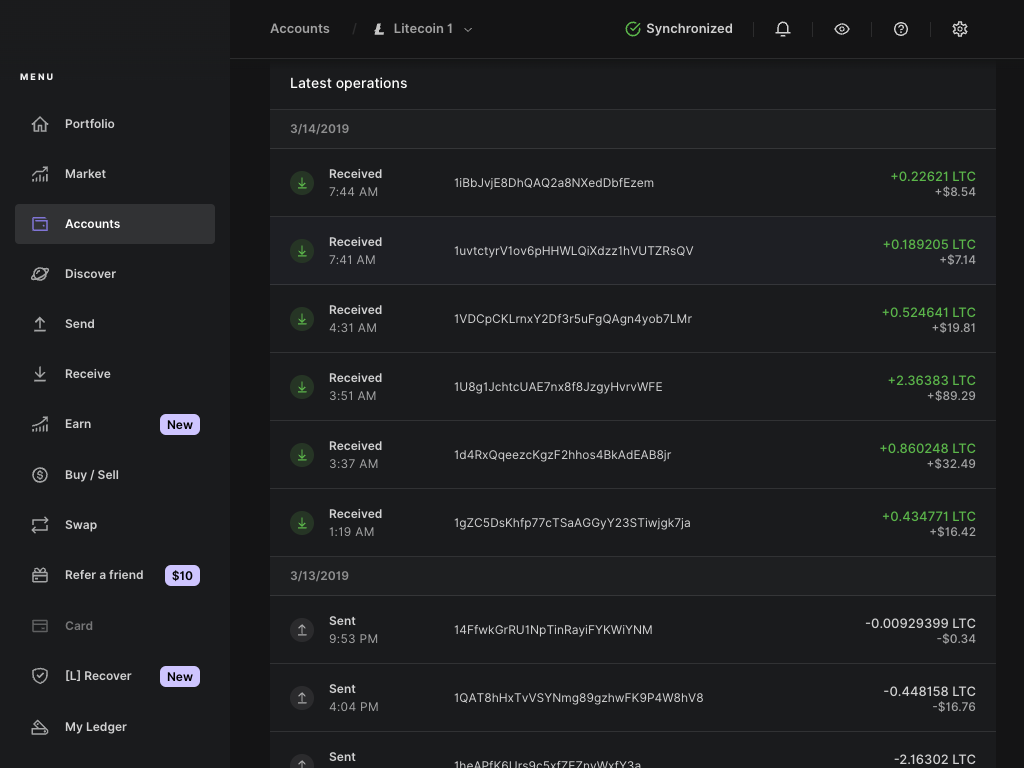 Accounts / Litecoin 1
Synchronized
MENU
Portfolio
Market
Accounts
Discover
Send
Receive
Earn New
Buy / Sell
Swap
Refer a friend $10
Card
[L] Recover New
My Ledger
Latest operations
3/14/2019
Received
7:44 AM
1iBbJvjE8DhQAQ2a8NXedDbfEzem
+0.22621 LTC
+$8.54
Received
7:41 AM
1uvtctyrV1ov6pHHWLQiXdzz1hVUTZRsQV
+0.189205 LTC
+$7.14
Received
4:31 AM
1VDCpCKLrnxY2Df3r5uFgQAgn4yob7LMr
+0.524641 LTC
+$19.81
Received
3:51 AM
1U8g1JchtcUAE7nx8f8JzgyHvrvWFE
+2.36383 LTC
+$89.29
Received
3:37 AM
1d4RxQqeezcKgzF2hhos4BkAdEAB8jr
+0.860248 LTC
+$32.49
Received
1:19 AM
1gZC5DsKhfp77cTSaAGGyY23STiwjgk7ja
+0.434771 LTC
+$16.42
3/13/2019
Sent
9:53 PM
14FfwkGrRU1NpTinRayiFYKWiYNM
-0.00929399 LTC
-$0.34
Sent
4:04 PM
1QAT8hHxTvVSYNmg89gzhwFK9P4W8hV8
-0.448158 LTC
-$16.76
Sent
-2.16302 LTC